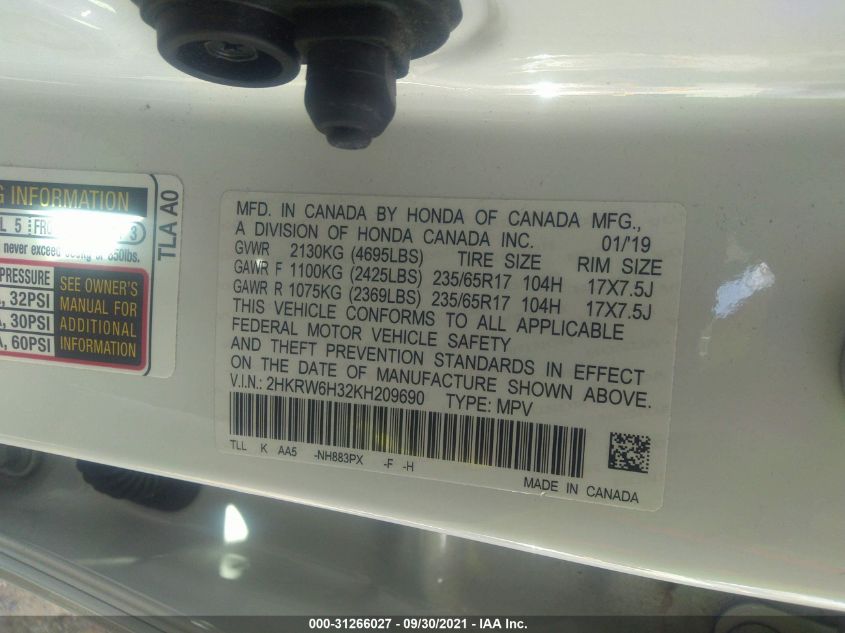 G INFORMATION
L 5 FRO 3
never exceed 850lbs.
TLA A0
PRESSURE
, 32PSI
A, 30PSI
A, 60PSI
SEE OWNER'S
MANUAL FOR
ADDITIONAL
INFORMATION
MFD. IN CANADA BY HONDA OF CANADA MFG.,
A DIVISION OF HONDA CANADA INC. 01/'19
GVWR 2130KG (4695LBS) TIRE SIZE RIM SIZE
GAWR F 1100KG (2425LBS) 235/65R17 104H 17X7.5J
GAWR R 1075KG (2369LBS) 235/65R17 104H 17X7.5J
THIS VEHICLE CONFORMS TO ALL APPLICABLE
FEDERAL MOTOR VEHICLE SAFETY
AND THEFT PREVENTION STANDARDS IN EFFECT
ON THE DATE OF MANUFACTURE SHOWN ABOVE.
V.I.N.: 2HKRW6H32KH209690 TYPE: MPV
TLL K AA5 -NH883PX -F -H
MADE IN CANADA
000-31266027 - 09/30/2021 - IAA Inc.